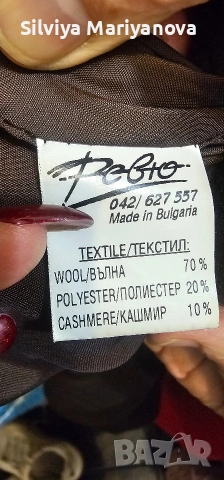 Silviya Mariyanova
Ревю
042/ 627 557
Made in Bulgaria
TEXTILE/ТЕКСТИЛ:
WOOL/ВЪЛНА 70 %
POLYESTER/ПОЛИЕСТЕР 20 %
CASHMERE/КАШМИР 10 %
BAZAR